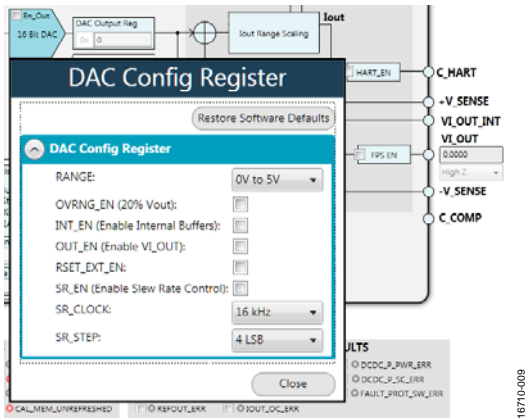 En_Out
DAC Output Reg
Iout
16 Bit DAC
0x 0
Iout Range Scaling
DAC Config Register
HART_EN
C_HART
Restore Software Defaults
+V_SENSE
VI_OUT_INT
DAC Config Register
VI_OUT
FPS EN
0.0000
RANGE:
0V to 5V
High Z
-V_SENSE
OVRNG_EN (20% Vout):
INT_EN (Enable Internal Buffers):
C_COMP
OUT_EN (Enable VI_OUT):
RSET_EXT_EN:
SR_EN (Enable Slew Rate Control):
SR_CLOCK:
16 kHz
SR_STEP:
4 LSB
ULTS
DCDC_P_PWR_ERR
Close
DCDC_P_SC_ERR
FAULT_PROT_SW_ERR
CAL_MEM_UNREFRESHED
REFOUT_ERR
IOUT_OC_ERR
16710-009